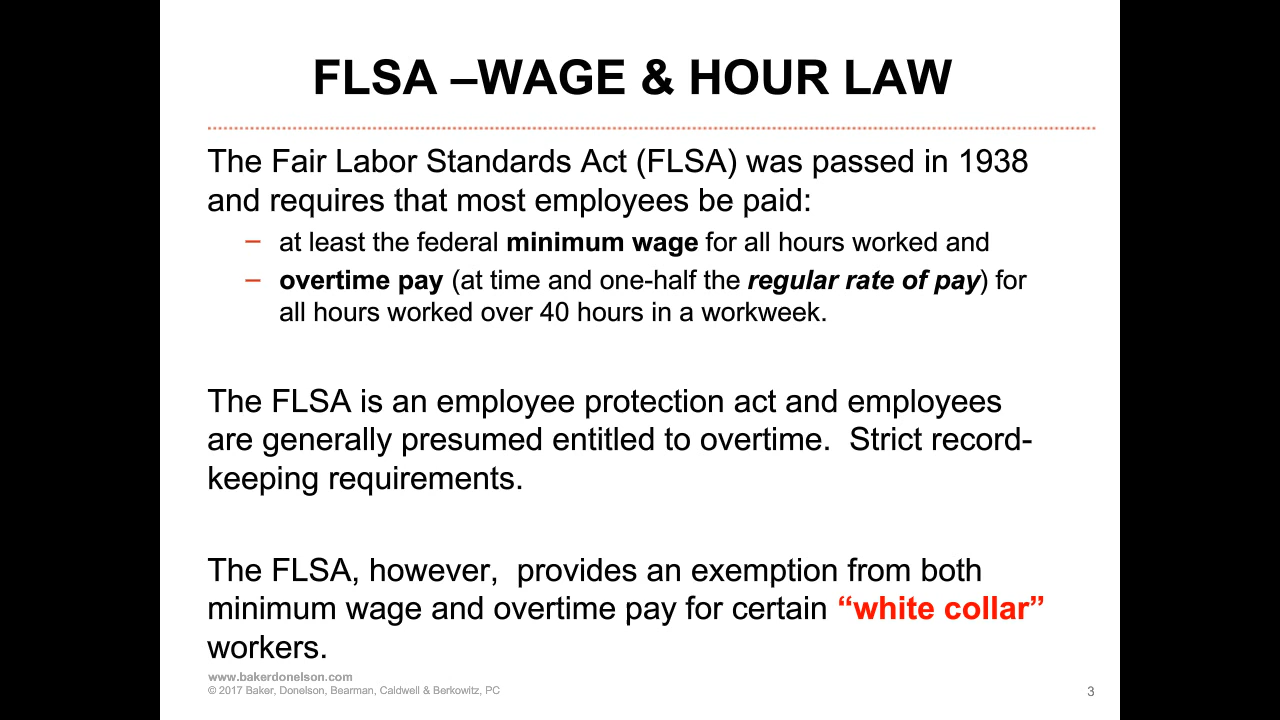 FLSA –WAGE & HOUR LAW
The Fair Labor Standards Act (FLSA) was passed in 1938
and requires that most employees be paid:
– at least the federal minimum wage for all hours worked and
– overtime pay (at time and one-half the regular rate of pay) for
all hours worked over 40 hours in a workweek.
The FLSA is an employee protection act and employees
are generally presumed entitled to overtime.  Strict record-
keeping requirements.
The FLSA, however,  provides an exemption from both
minimum wage and overtime pay for certain “white collar”
workers.
www.bakerdonelson.com
© 2017 Baker, Donelson, Bearman, Caldwell & Berkowitz, PC
3